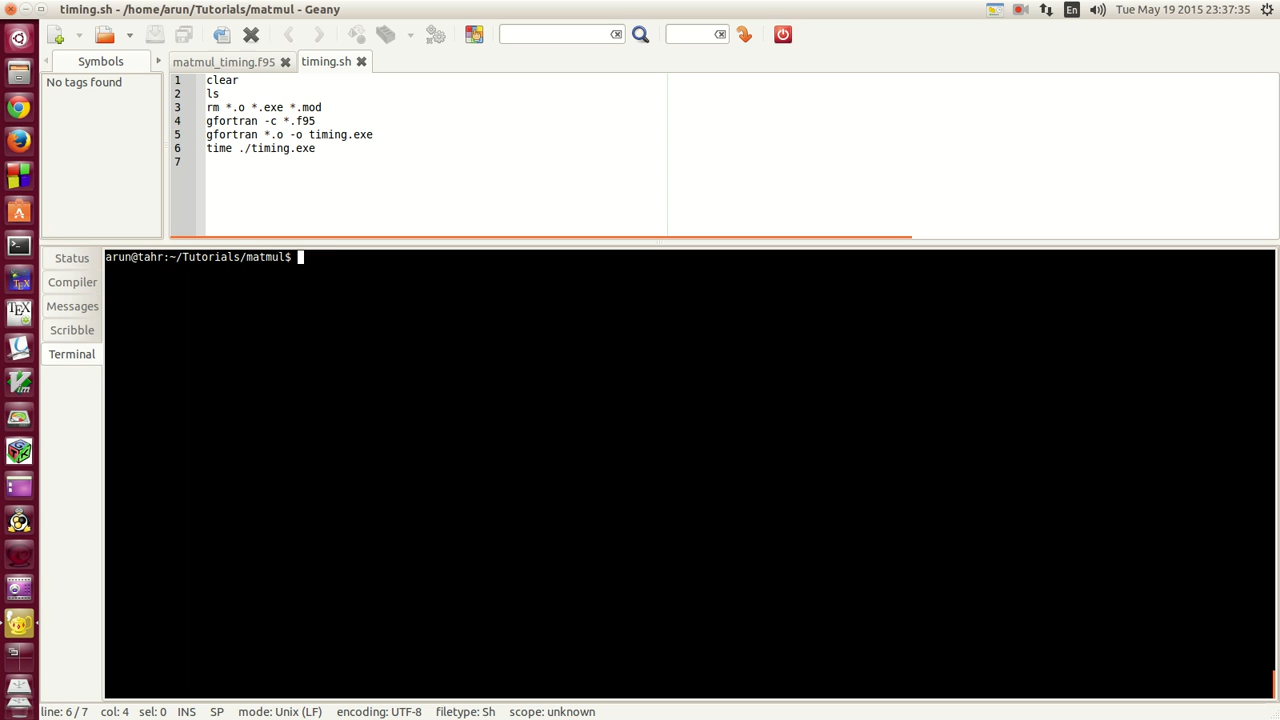 timing.sh - /home/arun/Tutorials/matmul - Geany
En
Tue May 19 2015 23:37:35
Symbols
matmul_timing.f95
timing.sh
No tags found
1 clear
2 ls
3 rm *.o *.exe *.mod
4 gfortran -c *.f95
5 gfortran *.o -o timing.exe
6 time ./timing.exe
7
Status
Compiler
Messages
Scribble
Terminal
arun@tahr:~/Tutorials/matmul$
line: 6 / 7 col: 4 sel: 0 INS SP mode: Unix (LF) encoding: UTF-8 filetype: Sh scope: unknown